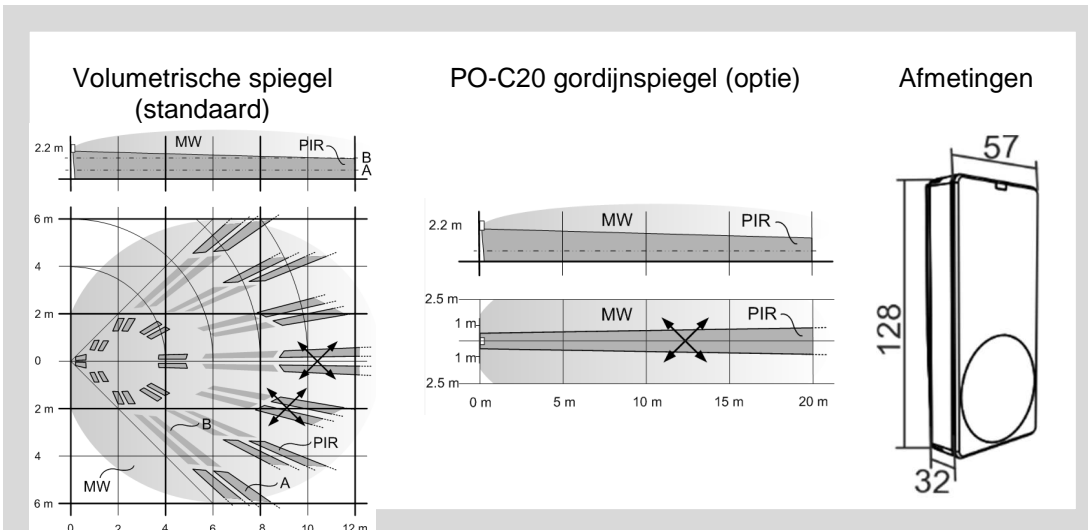 Volumetrische spiegel
(standaard)
2.2 m
MW
PIR
B
A
6 m
4
2 m
0
2 m
4
6 m
B
PIR
A
MW
0 2 4 6 8 10 12 m
PO-C20 gordijnspiegel (optie)
2.2 m
MW
PIR
2.5 m
1 m
1 m
2.5 m
MW
PIR
0 m 5 m 10 m 15 m 20 m
Afmetingen
57
128
32